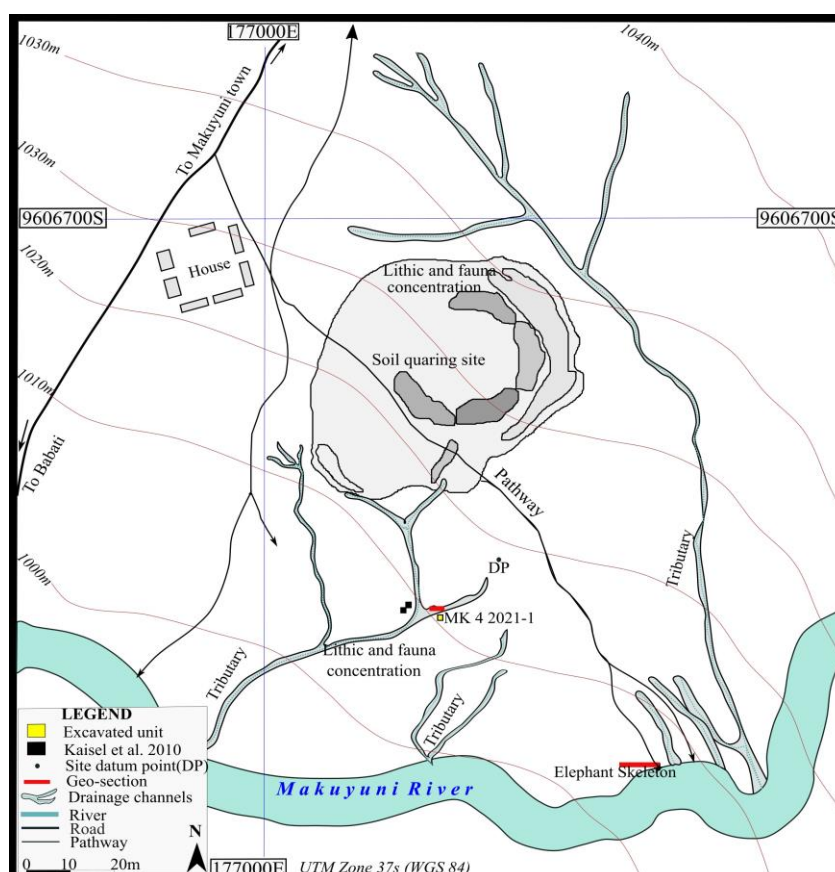 177000E
1030m
1040m
To Makuyuni town
1030m
9606700S
9606700S
House
Lithic and fauna
concentration
1020m
Soil quaring site
1010m
To Babati
Pathway
1000m
DP
Tributary
MK 4 2021-1
Lithic and fauna
concentration
Tributary
Tributary
Elephant Skeleton
Makuyuni River
LEGEND
Excavated unit
Kaisel et al. 2010
Site datum point(DP)
Geo-section
Drainage channels
River
Road
Pathway
N
0 10 20m
177000E
UTM Zone 37s (WGS 84)